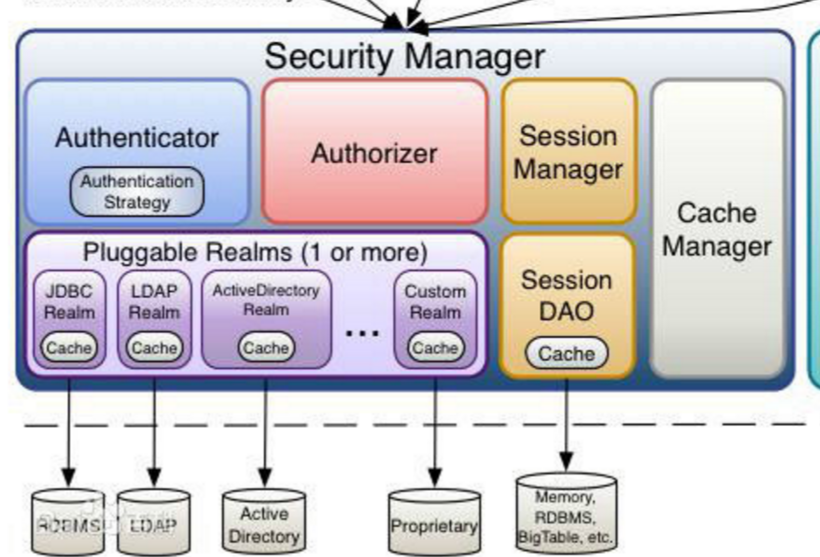 Security Manager
Authenticator
Authentication
Strategy
Authorizer
Session
Manager
Cache
Manager
Pluggable Realms (1 or more)
JDBC
Realm
Cache
LDAP
Realm
Cache
ActiveDirectory
Realm
Cache
...
Custom
Realm
Cache
Session
DAO
Cache
RDBMS
LDAP
Active
Directory
Proprietary
Memory,
RDBMS,
BigTable, etc.